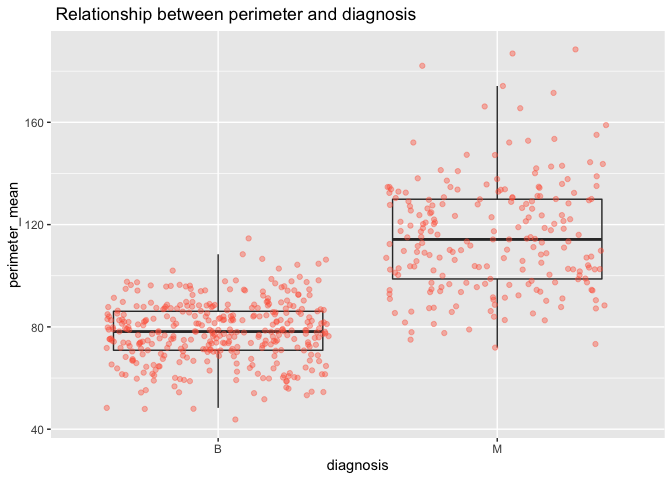 Relationship between perimeter and diagnosis
perimeter_mean
160
120
80
40
B
M
diagnosis